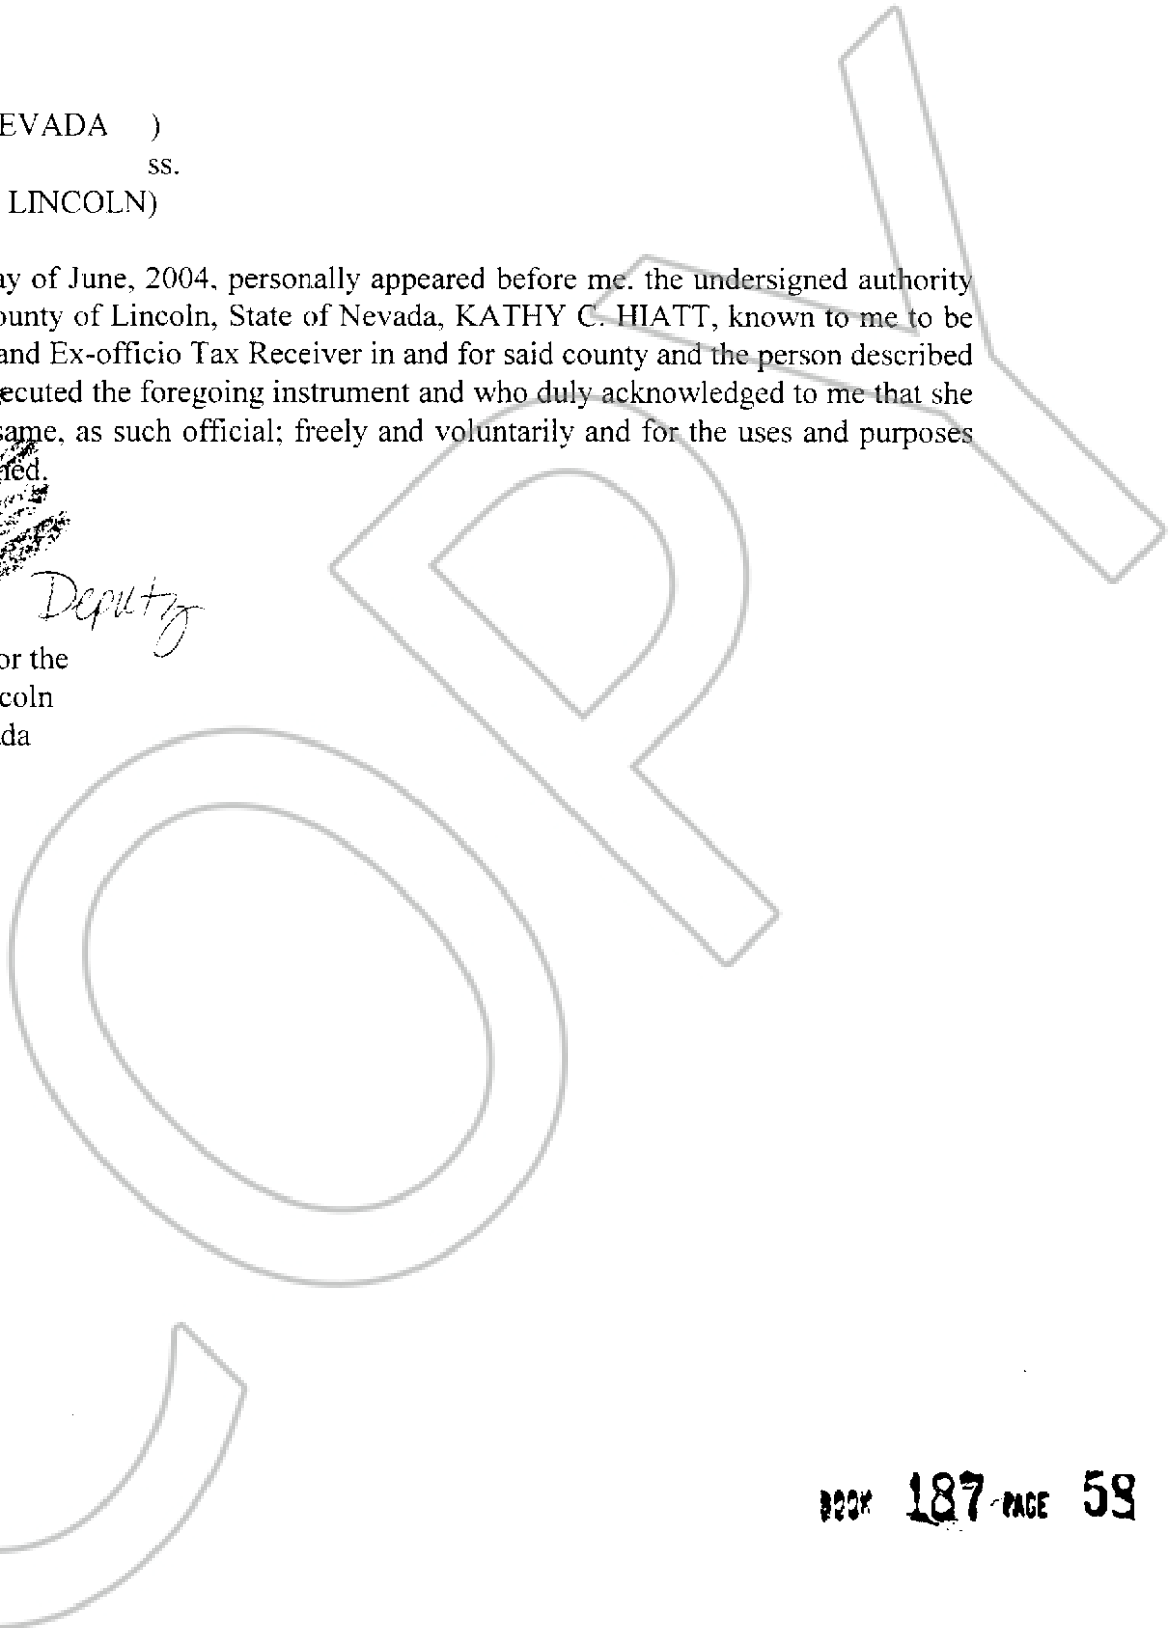 EVADA )
ss.
LINCOLN)
ay of June, 2004, personally appeared before me. the undersigned authority
ounty of Lincoln, State of Nevada, KATHY C. HIATT, known to me to be
and Ex-officio Tax Receiver in and for said county and the person described
ecuted the foregoing instrument and who duly acknowledged to me that she
same, as such official; freely and voluntarily and for the uses and purposes
ned.
Deputy
or the
coln
da
COPY
BOOK 187 PAGE